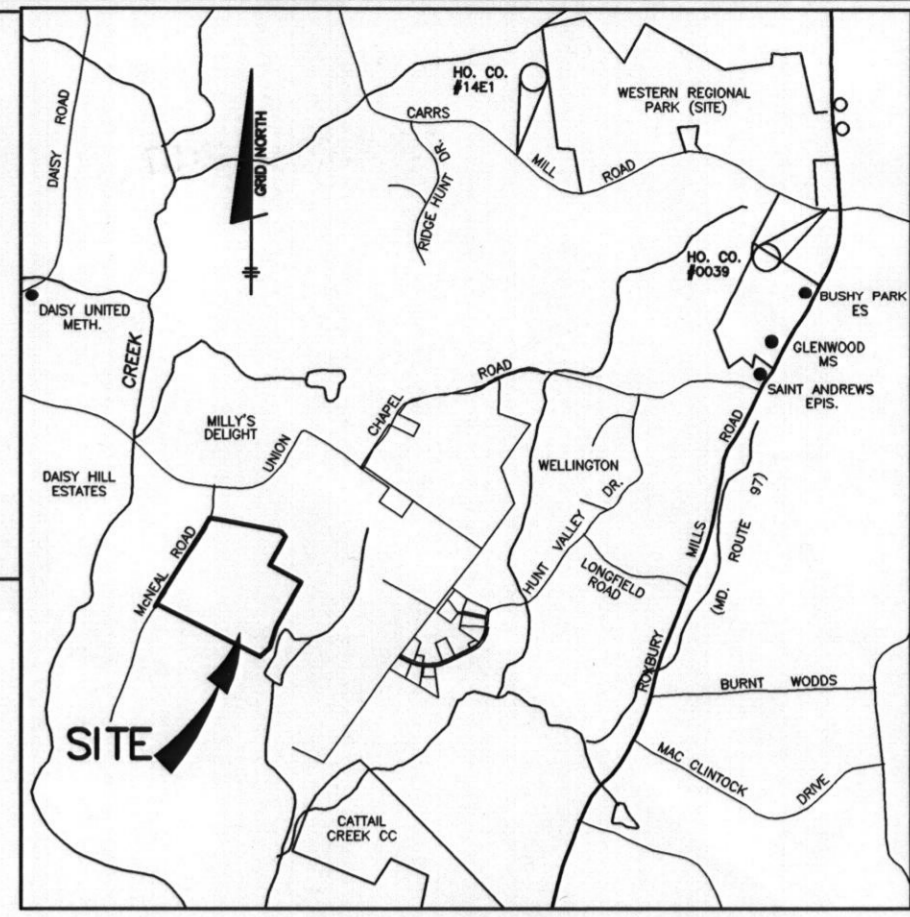 HO. CO.
#14E1
WESTERN REGIONAL
PARK (SITE)
DAISY ROAD
CARRS MILL ROAD
GRID NORTH
RIDGE HUNT DR.
HO. CO.
#0039
DAISY UNITED
METH.
BUSHY PARK
ES
GLENWOOD
MS
SAINT ANDREWS
EPIS.
CREEK
MILLY'S
DELIGHT
UNION CHAPEL ROAD
DAISY HILL
ESTATES
WELLINGTON
HUNT VALLEY DR.
LONGFIELD
ROAD
McNEAL ROAD
ROXBURY MILLS ROAD
(MD. ROUTE 97)
BURNT WODDS
SITE
MAC CLINTOCK DRIVE
CATTAIL
CREEK CC